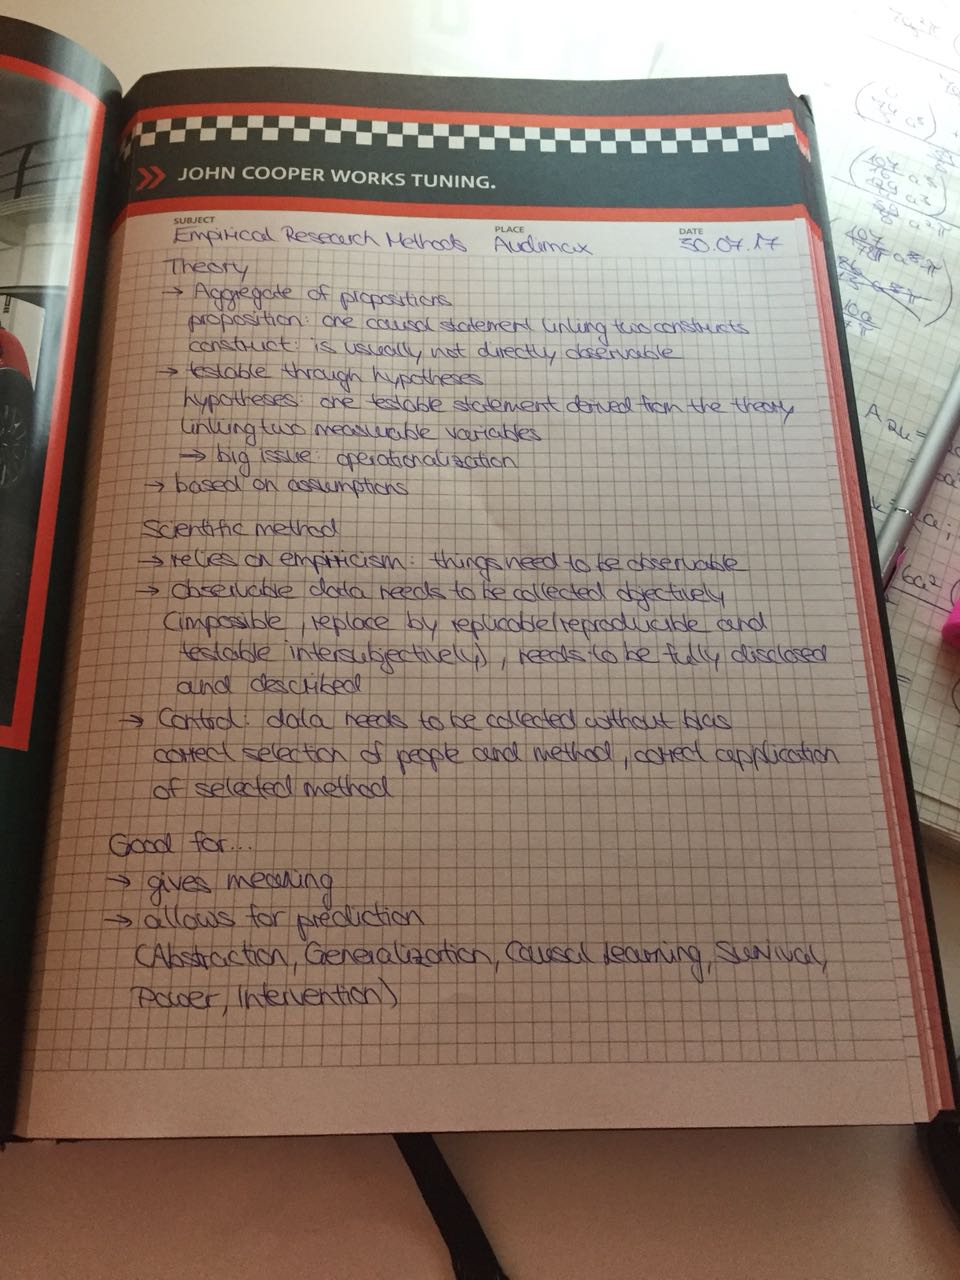 JOHN COOPER WORKS TUNING.
SUBJECT PLACE DATE
Empirical Research Methods Audimax 30.07.17
Theory
→ Aggregate of propositions
proposition: one causal statement linking two constructs
construct: is usually not directly observable
→ testable through hypotheses
hypotheses: one testable statement derived from the theory
linking two measurable variables
→ big issue: operationalization
→ based on assumptions
Scientific method
→ relies on empiricism: things need to be observable
→ observable data needs to be collected objectively
(impossible, replace by replicable/reproducible and
testable intersubjectively), needs to be fully disclosed
and described
→ Control: data needs to be collected without bias
correct selection of people and method, correct application
of selected method
Good for...
→ gives meaning
→ allows for prediction
(Abstraction, Generalization, Causal Learning, Survival,
Power, Intervention)
6a²